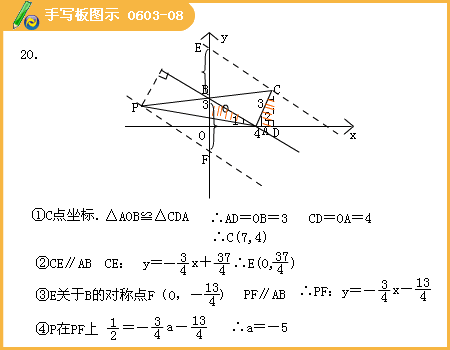 手写板图示 0603-08
20.
E
y
B
C
P
3
3
1
2
O
4
A
D
x
F
①C点坐标. △AOB≌△CDA ∴AD=OB=3 CD=OA=4
∴C(7,4)
②CE∥AB CE: y=-3/4x+37/4 ∴E(0,37/4)
③E关于B的对称点F(0,-13/4) PF∥AB ∴PF:y=-3/4x-13/4
④P在PF上 1/2=-3/4a-13/4 ∴a=-5